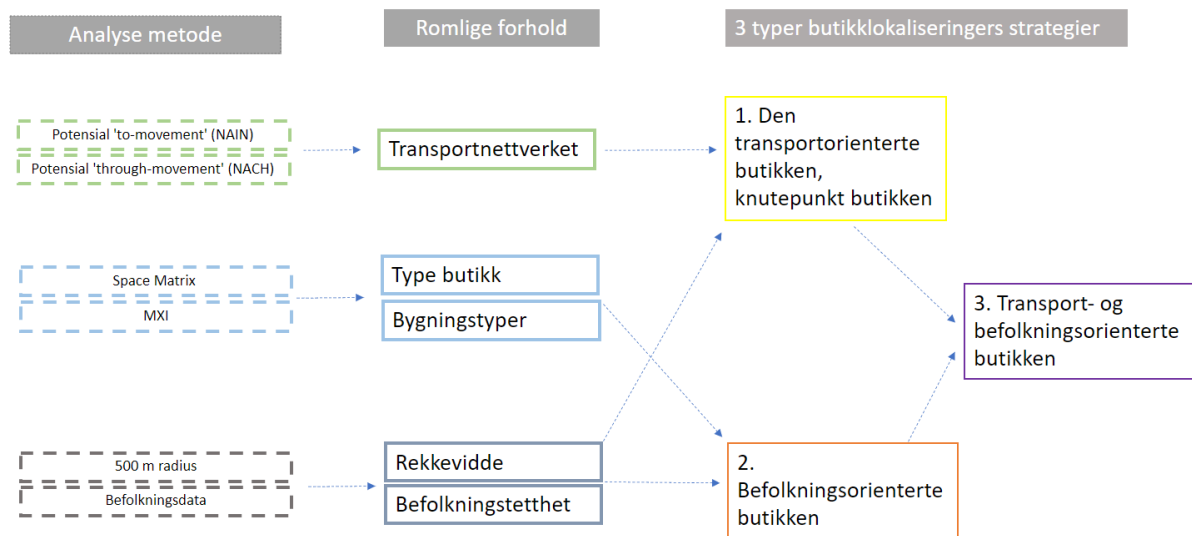 Analyse metode
Romlige forhold
3 typer butikklokaliseringers strategier
Potensial 'to-movement' (NAIN)
Potensial 'through-movement' (NACH)
Transportnettverket
1. Den
transportorienterte
butikken,
knutepunkt butikken
Space Matrix
MXI
Type butikk
Bygningstyper
3. Transport- og
befolkningsorienterte
butikken
500 m radius
Befolkningsdata
Rekkevidde
Befolkningstetthet
2.
Befolkningsorienterte
butikken